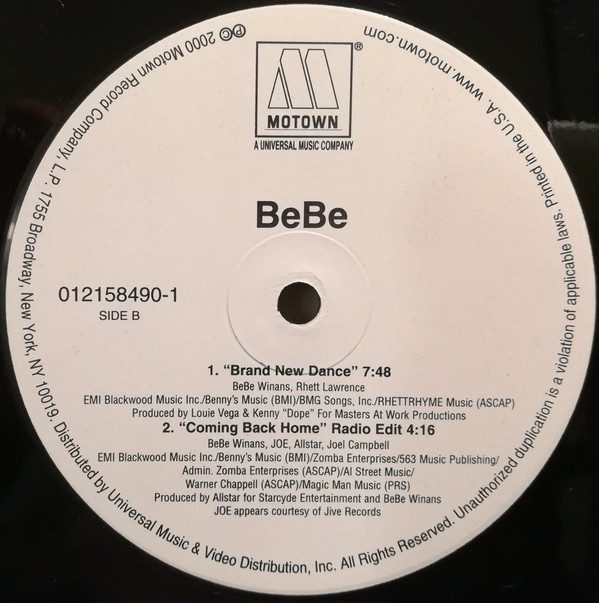 MOTOWN®
A UNIVERSAL MUSIC COMPANY
BeBe
012158490-1
SIDE B
1. “Brand New Dance” 7:48
BeBe Winans, Rhett Lawrence
EMI Blackwood Music Inc./Benny's Music (BMI)/BMG Songs, Inc./RHETTRHYME Music (ASCAP)
Produced by Louie Vega & Kenny “Dope” For Masters At Work Productions
2. “Coming Back Home” Radio Edit 4:16
BeBe Winans, JOE, Allstar, Joel Campbell
EMI Blackwood Music Inc./Benny's Music (BMI)/Zomba Enterprises/563 Music Publishing/
Admin. Zomba Enterprises (ASCAP)/Al Street Music/
Warner Chappell (ASCAP)/Magic Man Music (PRS)
Produced by Allstar for Starcyde Entertainment and BeBe Winans
JOE appears courtesy of Jive Records
℗© 2000 Motown Record Company, L.P. 1755 Broadway, New York, NY 10019. Distributed by Universal Music & Video Distribution, Inc. All Rights Reserved. Unauthorized duplication is a violation of applicable laws. Printed in the U.S.A. www.motown.com